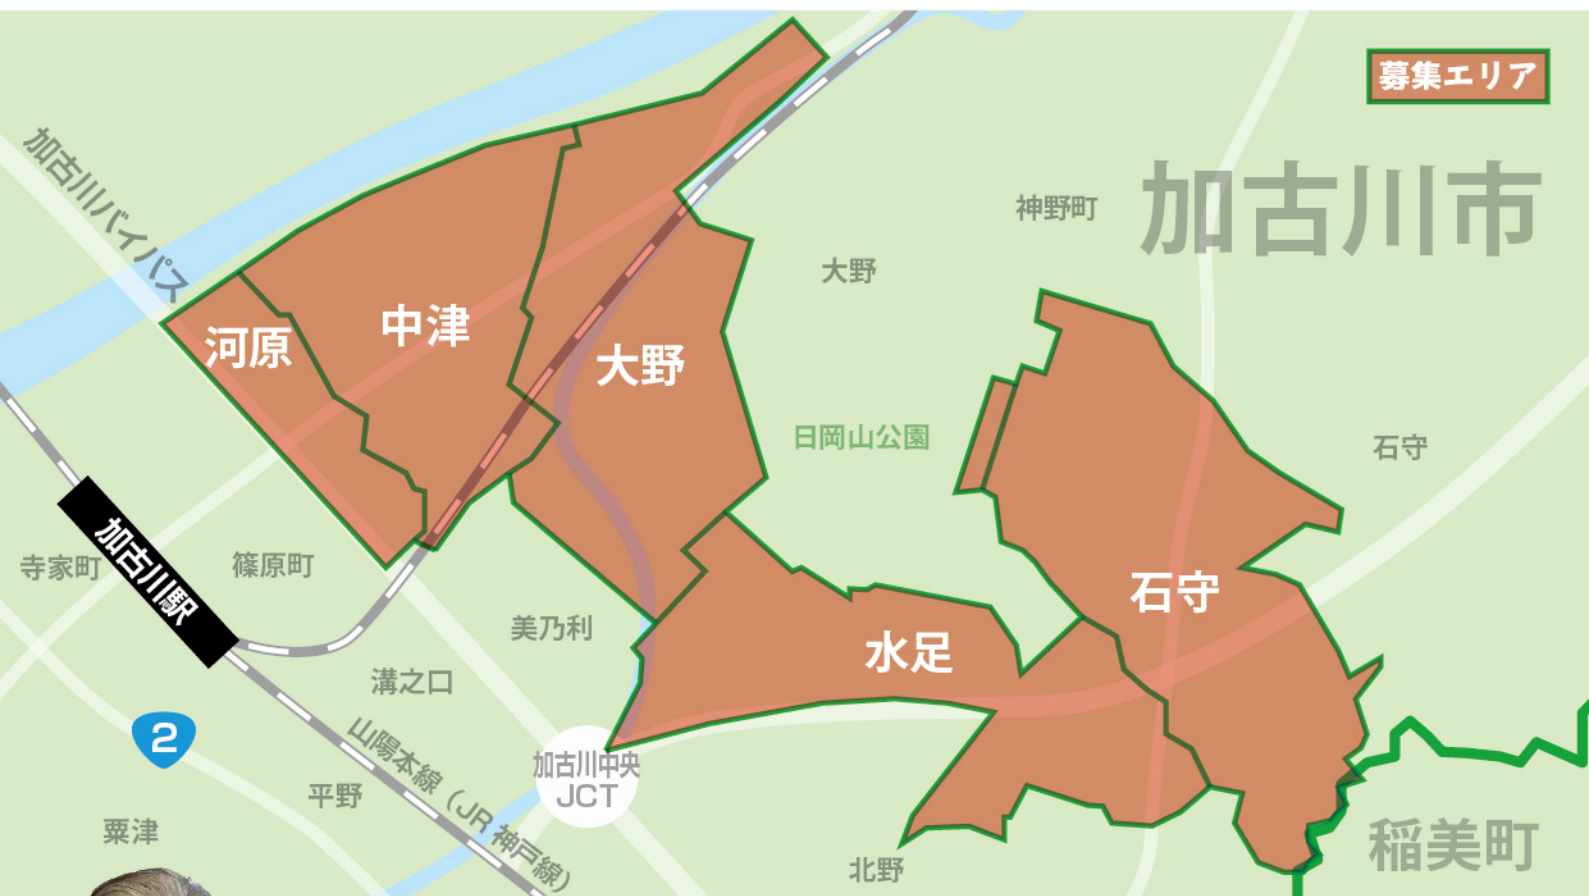 募集エリア
加古川市
加古川バイパス
神野町
大野
河原
中津
大野
日岡山公園
石守
加古川駅
寺家町
篠原町
美乃利
石守
水足
溝之口
2
山陽本線（JR 神戸線）
加古川中央
JCT
平野
粟津
北野
稲美町